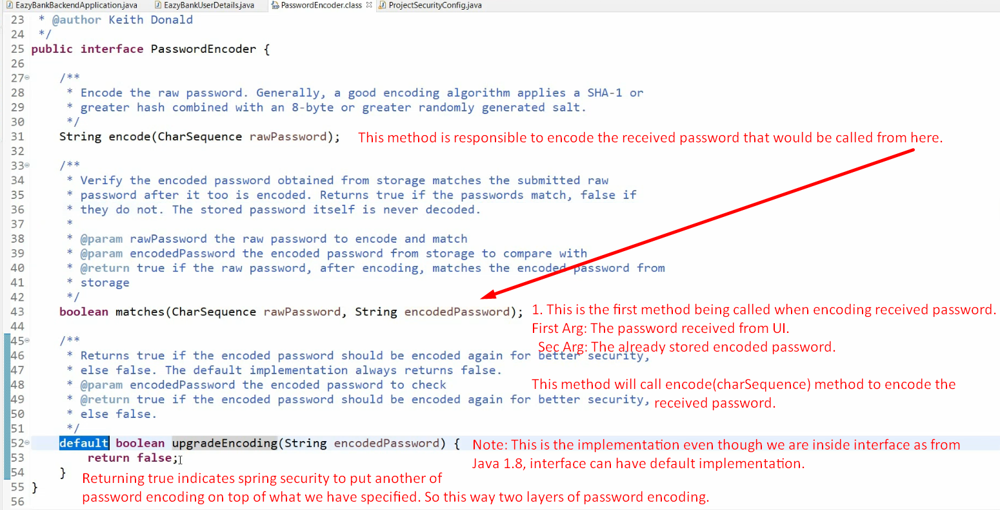 EazyBankBackendApplication.java EazyBankUserDetails.java PasswordEncoder.class ProjectSecurityConfig.java
23 * @author Keith Donald
24 */
25 public interface PasswordEncoder {
26
27 /**
28 * Encode the raw password. Generally, a good encoding algorithm applies a SHA-1 or
29 * greater hash combined with an 8-byte or greater randomly generated salt.
30 */
31 String encode(CharSequence rawPassword); This method is responsible to encode the received password that would be called from here.
32
33 /**
34 * Verify the encoded password obtained from storage matches the submitted raw
35 * password after it too is encoded. Returns true if the passwords match, false if
36 * they do not. The stored password itself is never decoded.
37 *
38 * @param rawPassword the raw password to encode and match
39 * @param encodedPassword the encoded password from storage to compare with
40 * @return true if the raw password, after encoding, matches the encoded password from
41 * storage
42 */
43 boolean matches(CharSequence rawPassword, String encodedPassword); 1. This is the first method being called when encoding received password.
44
First Arg: The password received from UI.
45 /**
Sec Arg: The already stored encoded password.
46 * Returns true if the encoded password should be encoded again for better security,
47 * else false. The default implementation always returns false.
48 * @param encodedPassword the encoded password to check
This method will call encode(charSequence) method to encode the
49 * @return true if the encoded password should be encoded again for better security,
received password.
50 * else false.
51 */
52 default boolean upgradeEncoding(String encodedPassword) { Note: This is the implementation even though we are inside interface as from
53 return false;
Java 1.8, interface can have default implementation.
54 }
Returning true indicates spring security to put another of
55 }
password encoding on top of what we have specified. So this way two layers of password encoding.
56